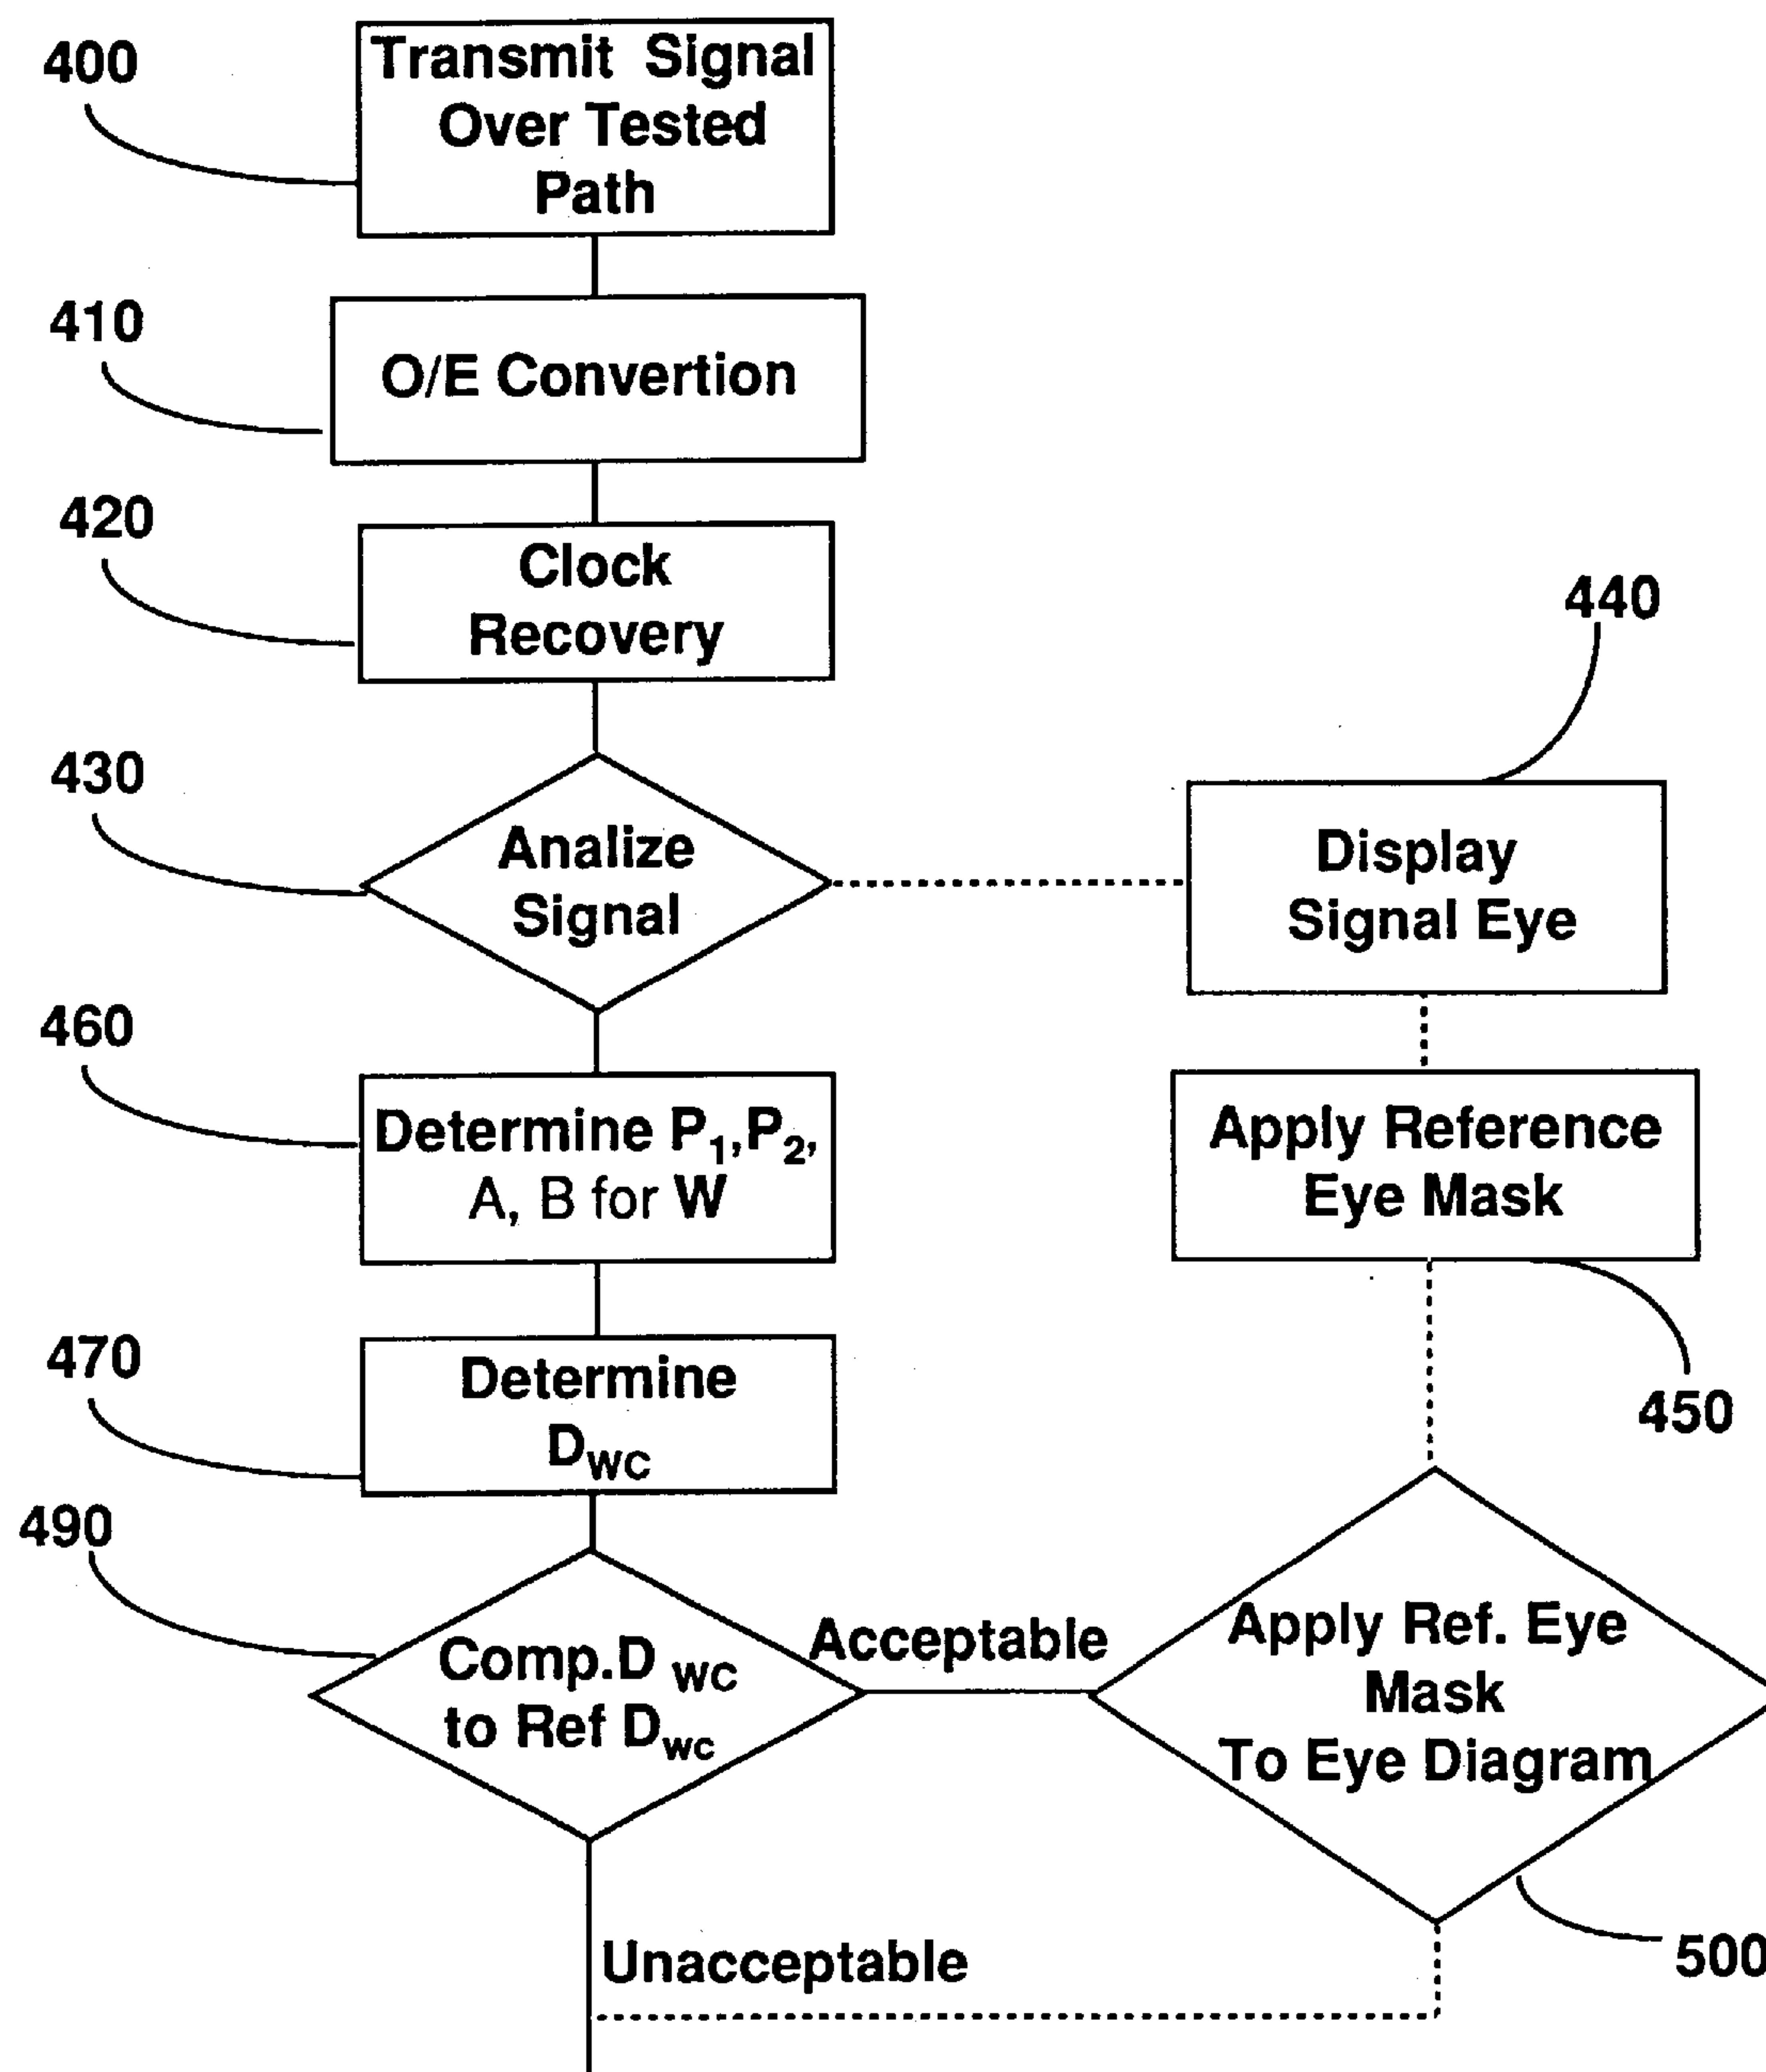 400
Transmit Signal
Over Tested
Path
410
O/E Convertion
420
Clock
Recovery
430
Analize
Signal
440
Display
Signal Eye
460
Determine P1,P2,
A, B for W
Apply Reference
Eye Mask
450
470
Determine
DWC
490
Comp.D WC
to Ref Dwc
Acceptable
Apply Ref. Eye
Mask
To Eye Diagram
500
Unacceptable